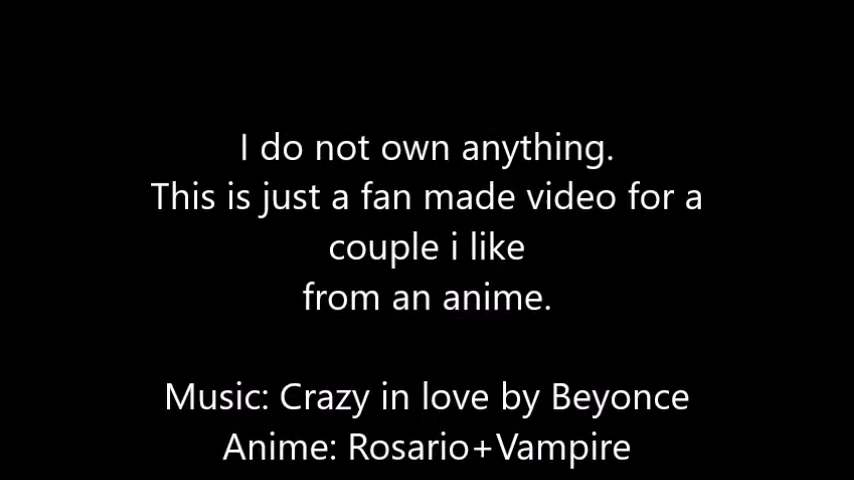 I do not own anything.
This is just a fan made video for a
couple i like
from an anime.
Music: Crazy in love by Beyonce
Anime: Rosario+Vampire